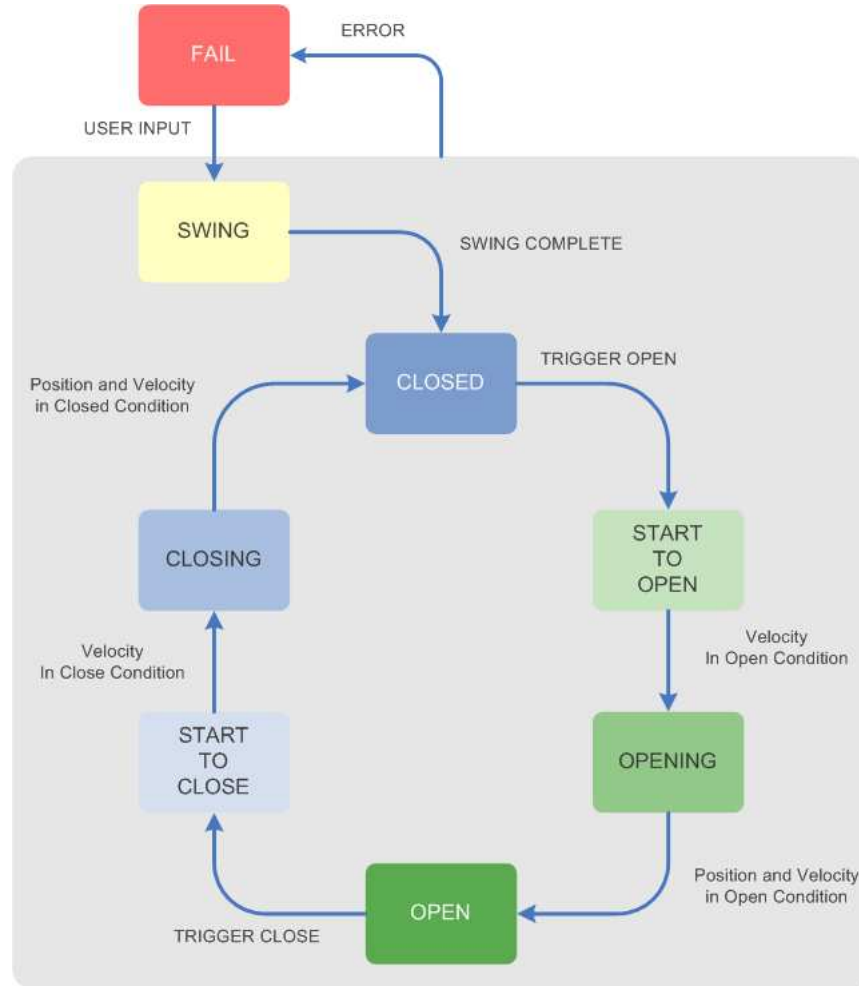 ERROR
FAIL
USER INPUT
SWING
SWING COMPLETE
TRIGGER OPEN
Position and Velocity
in Closed Condition
CLOSED
CLOSING
START
TO
OPEN
Velocity
In Close Condition
Velocity
In Open Condition
START
TO
CLOSE
OPENING
Position and Velocity
in Open Condition
OPEN
TRIGGER CLOSE